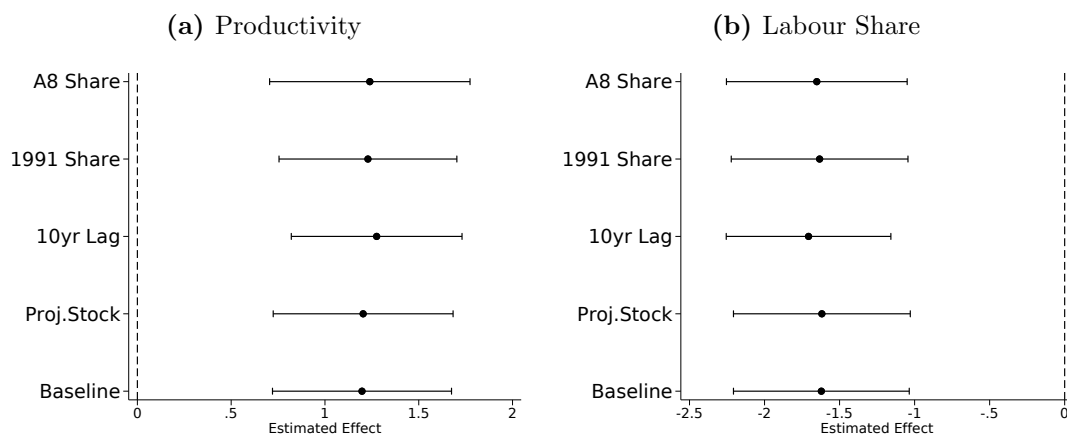 (a) Productivity
A8 Share
1991 Share
10yr Lag
Proj.Stock
Baseline
0 .5 1 1.5 2
Estimated Effect
(b) Labour Share
A8 Share
1991 Share
10yr Lag
Proj.Stock
Baseline
-2.5 -2 -1.5 -1 -.5 0
Estimated Effect